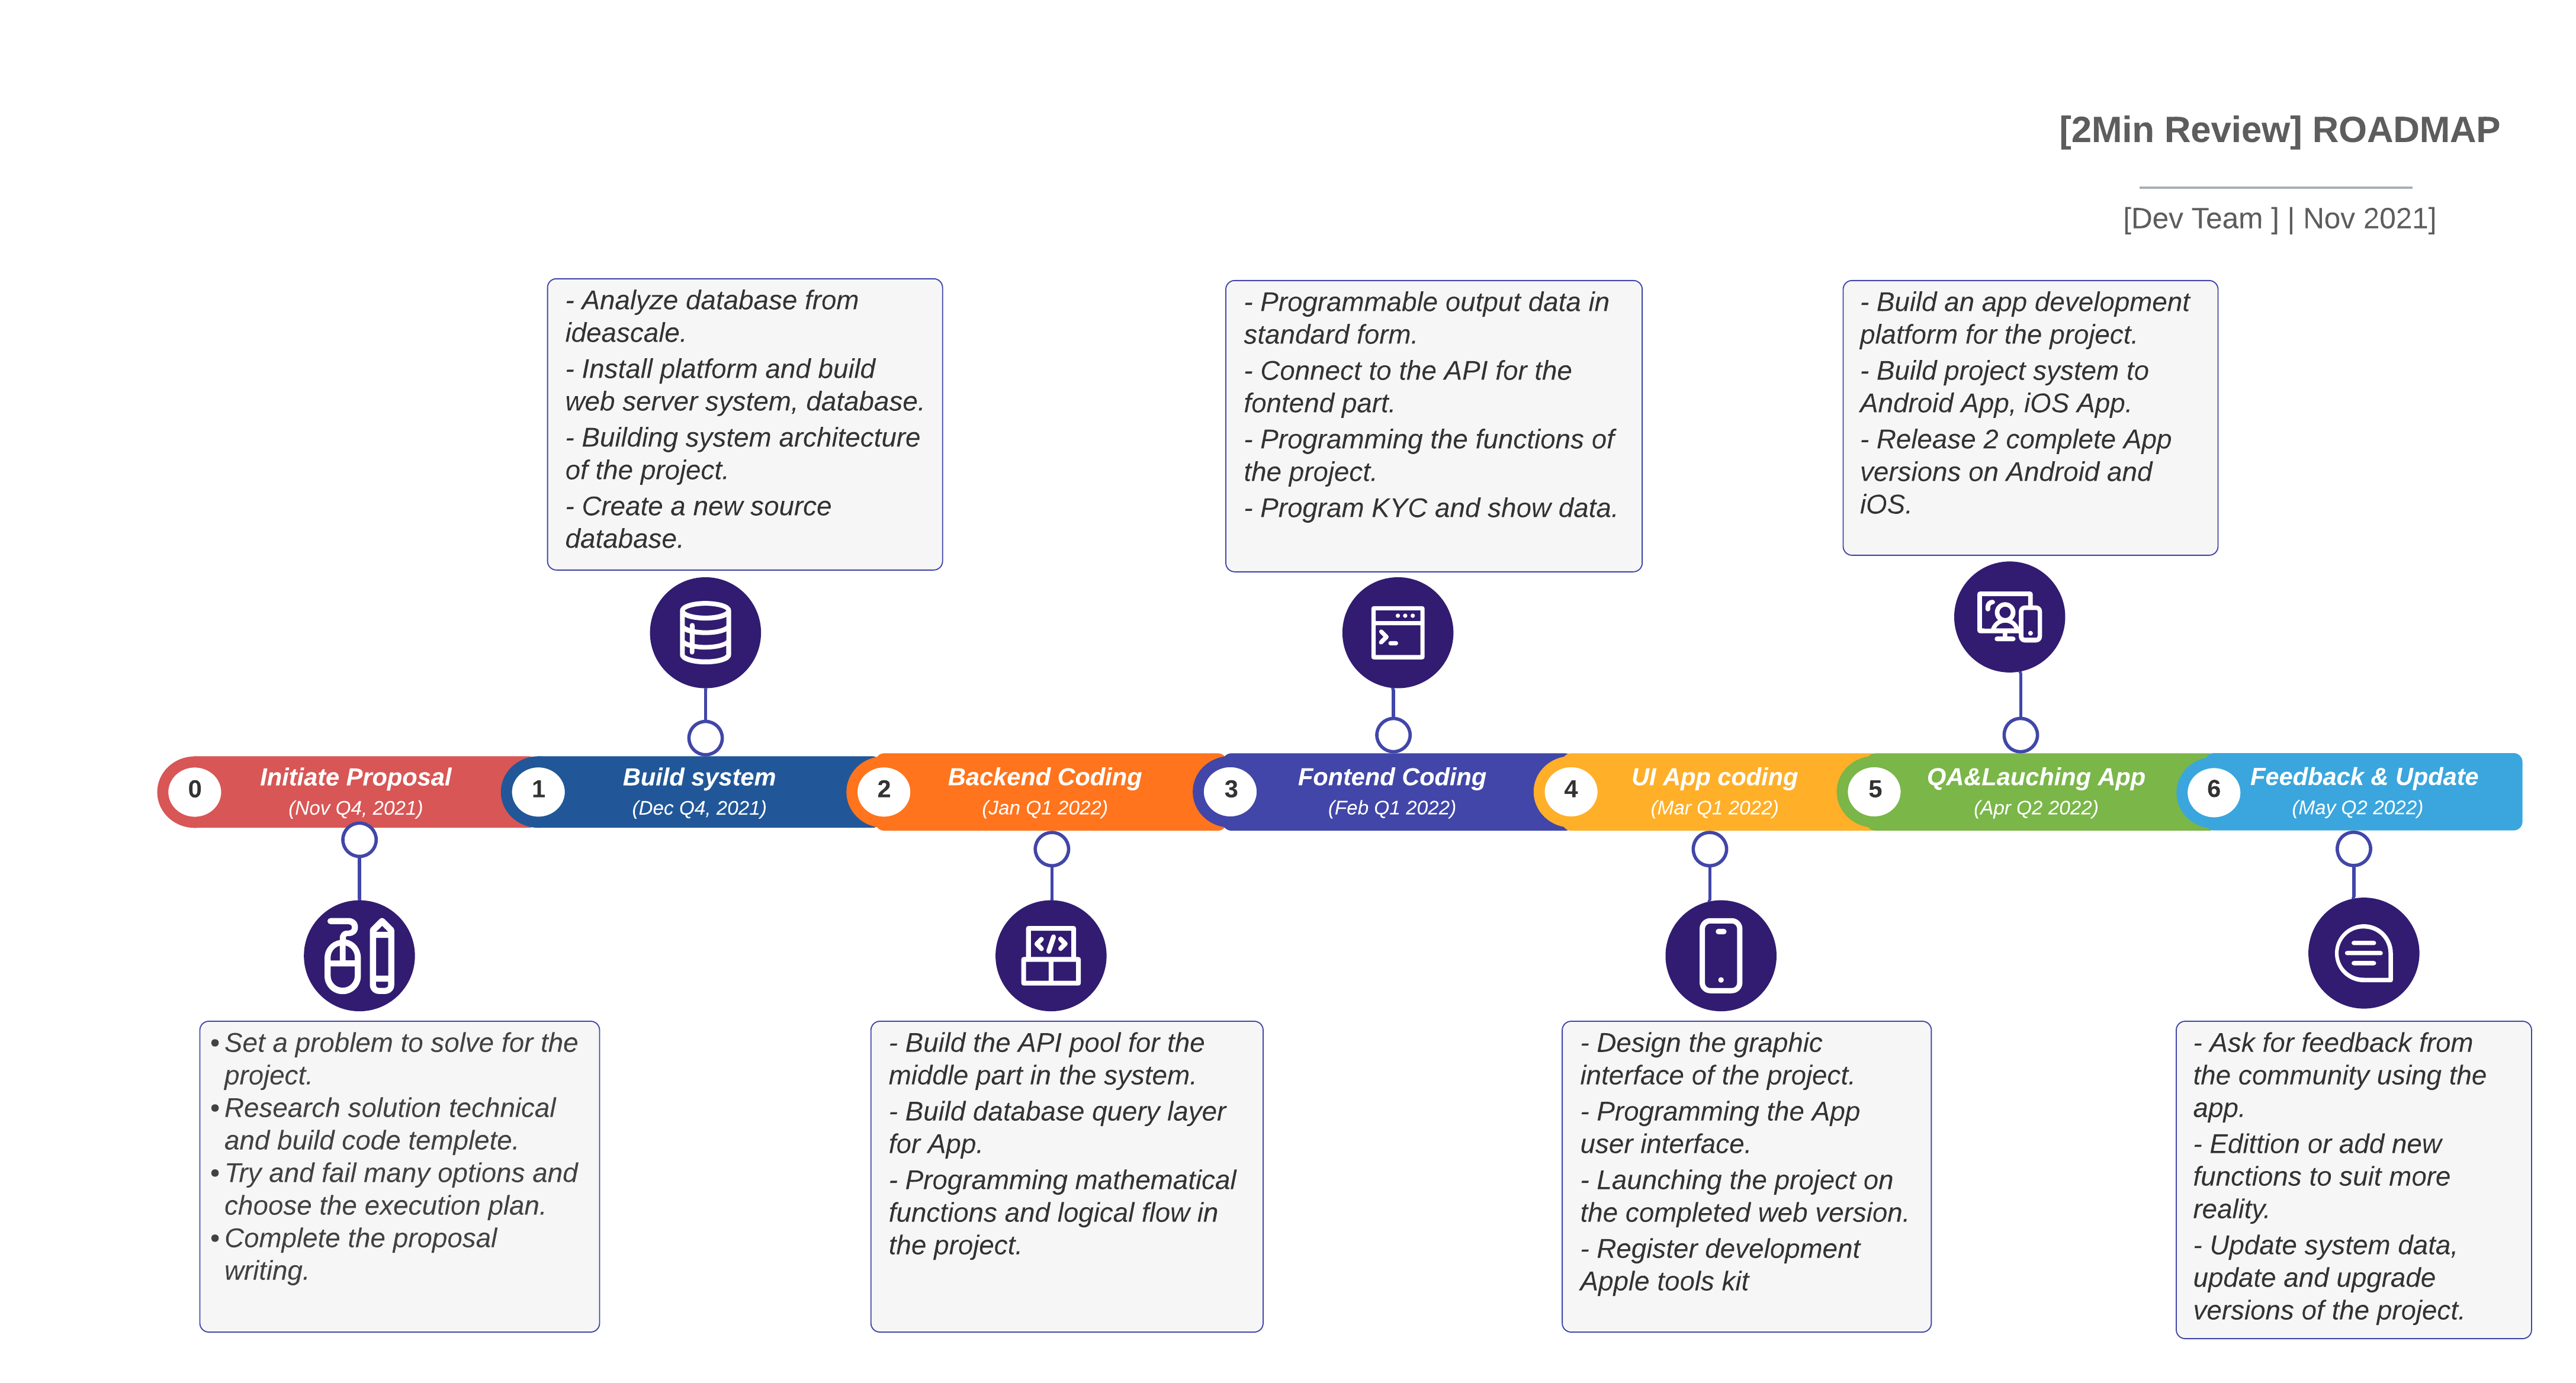 [2Min Review] ROADMAP
[Dev Team ] | Nov 2021]
- Analyze database from
ideascale.
- Install platform and build
web server system, database.
- Building system architecture
of the project.
- Create a new source
database.
- Programmable output data in
standard form.
- Connect to the API for the
fontend part.
- Programming the functions of
the project.
- Program KYC and show data.
- Build an app development
platform for the project.
- Build project system to
Android App, iOS App.
- Release 2 complete App
versions on Android and
iOS.
0
Initiate Proposal
(Nov Q4, 2021)
1
Build system
(Dec Q4, 2021)
2
Backend Coding
(Jan Q1 2022)
3
Fontend Coding
(Feb Q1 2022)
4
UI App coding
(Mar Q1 2022)
5
QA&Lauching App
(Apr Q2 2022)
6
Feedback & Update
(May Q2 2022)
• Set a problem to solve for the
project.
• Research solution technical
and build code templete.
• Try and fail many options and
choose the execution plan.
• Complete the proposal
writing.
- Build the API pool for the
middle part in the system.
- Build database query layer
for App.
- Programming mathematical
functions and logical flow in
the project.
- Design the graphic
interface of the project.
- Programming the App
user interface.
- Launching the project on
the completed web version.
- Register development
Apple tools kit
- Ask for feedback from
the community using the
app.
- Edittion or add new
functions to suit more
reality.
- Update system data,
update and upgrade
versions of the project.